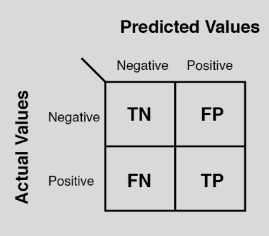 Predicted Values
Negative Positive
Actual Values
Negative TN FP
Positive FN TP